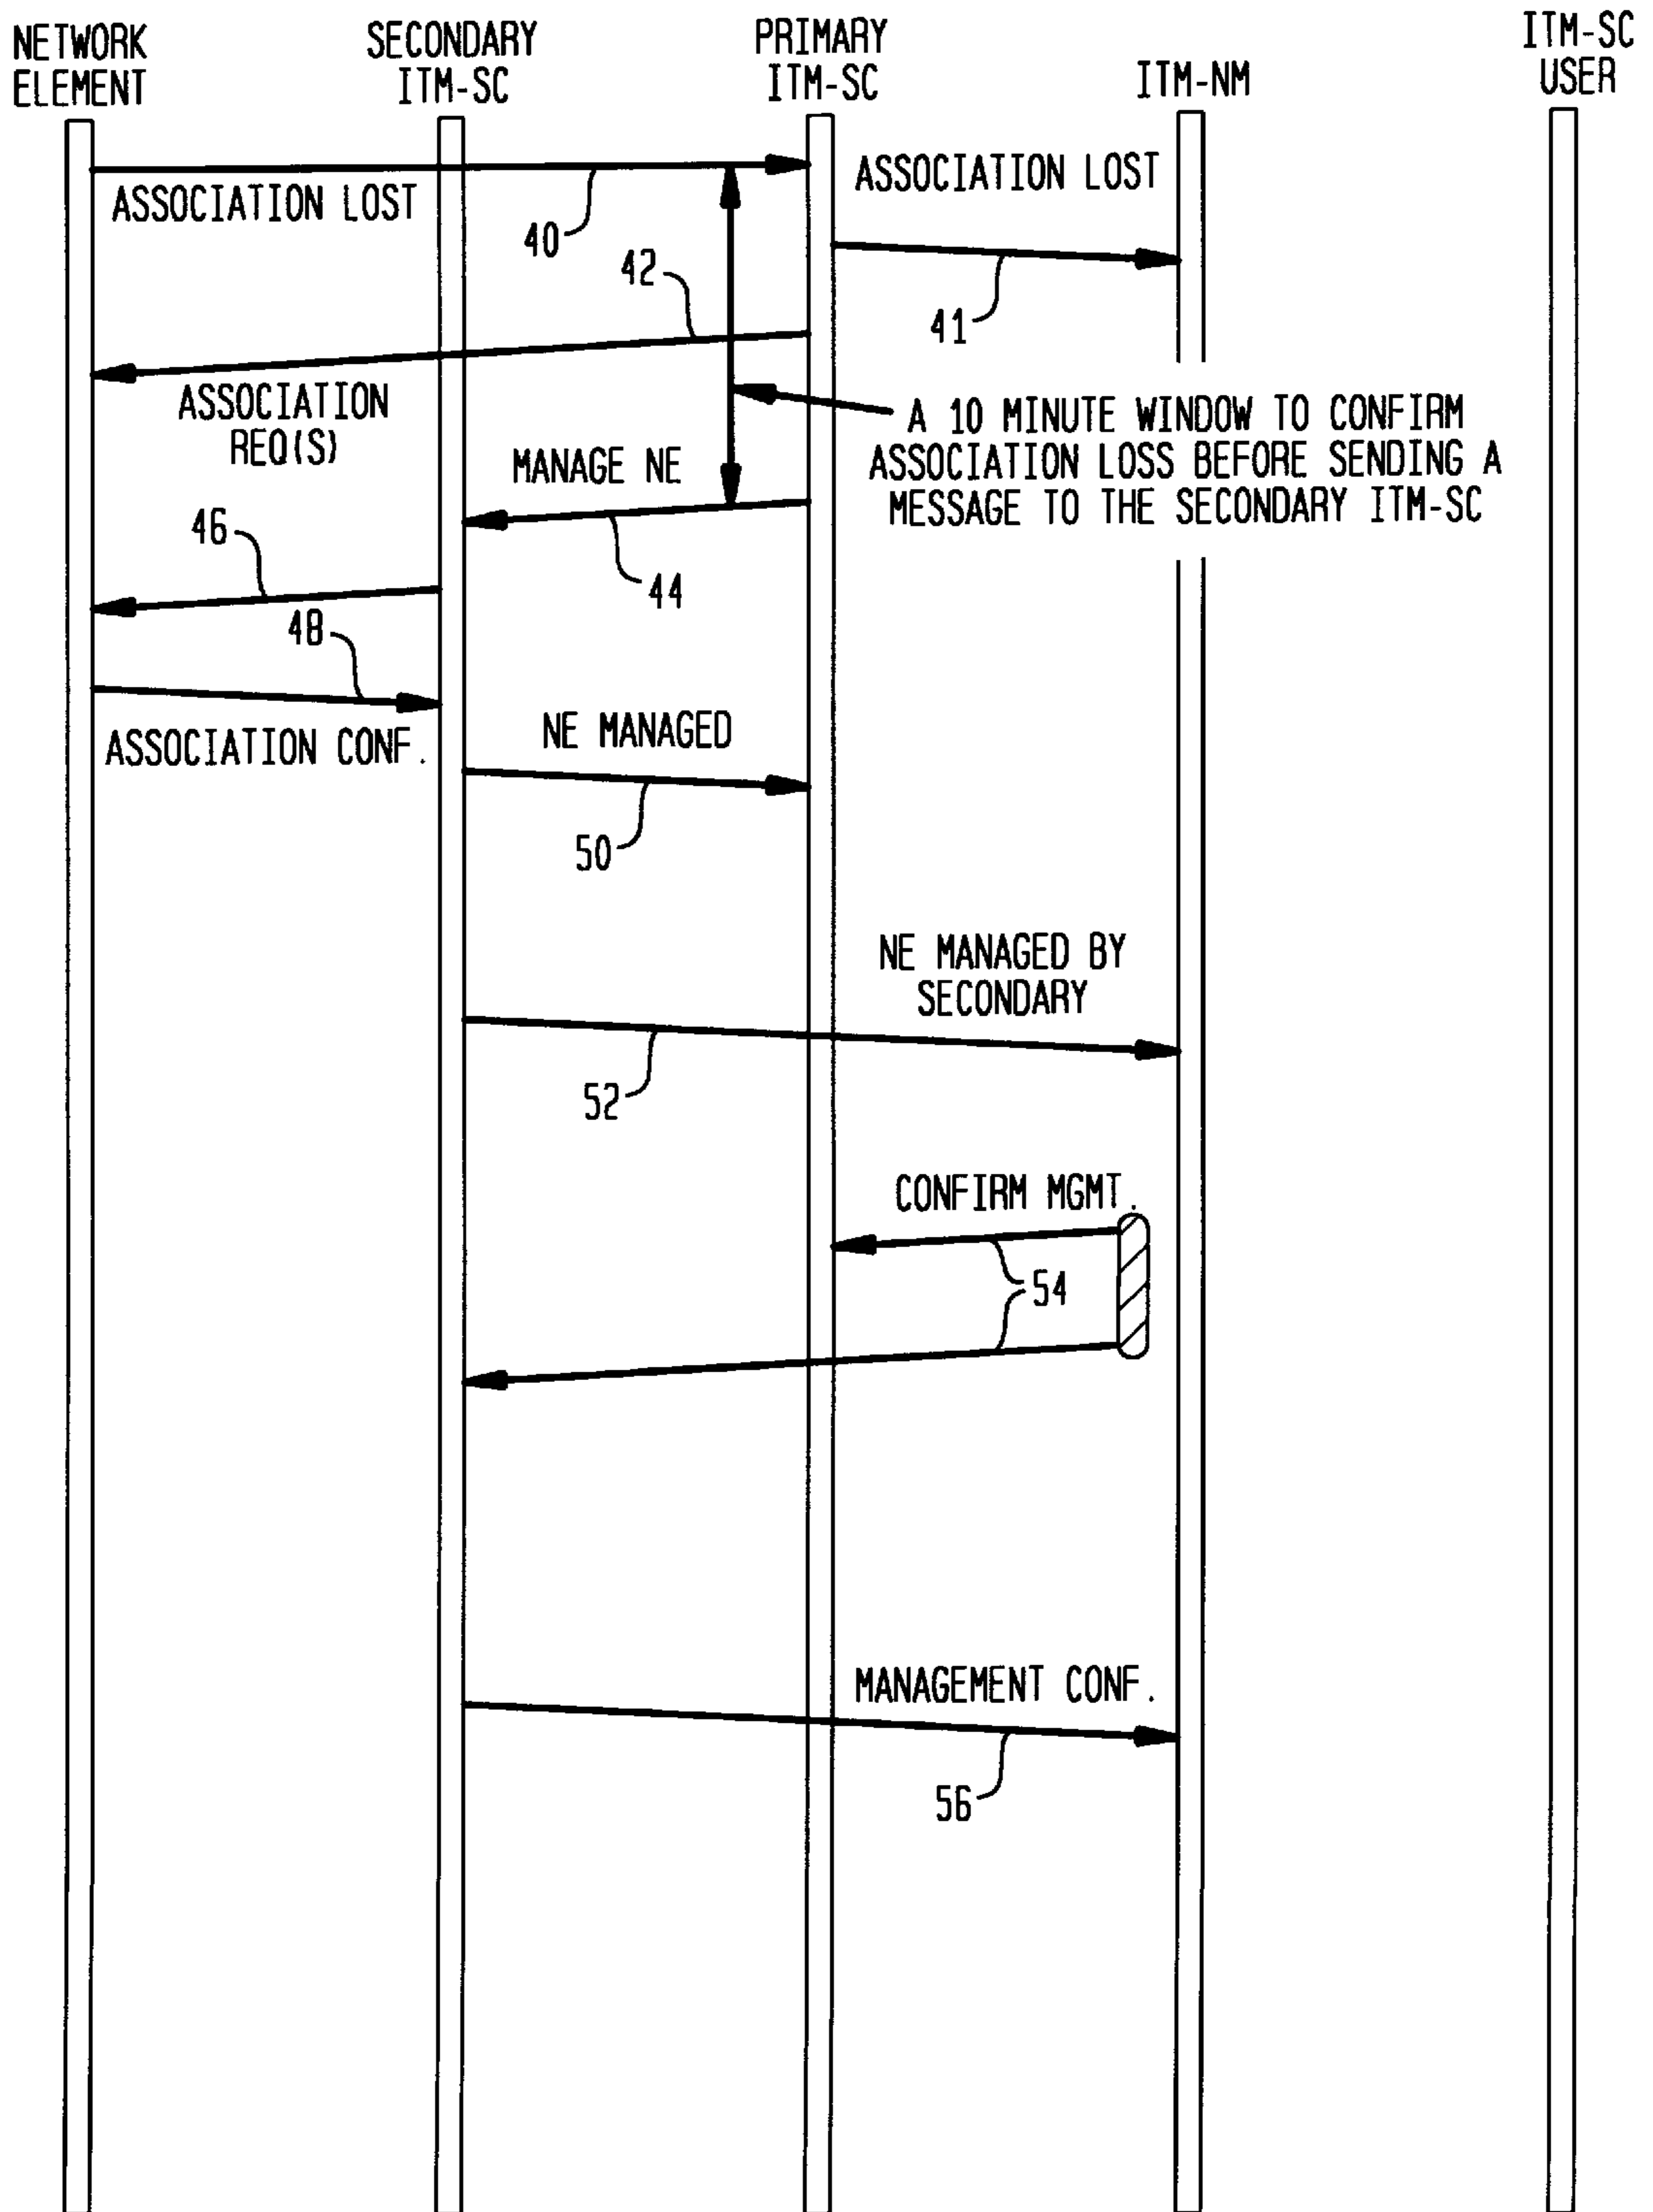 NETWORK
ELEMENT
SECONDARY
ITM-SC
PRIMARY
ITM-SC
ITM-NM
ITM-SC
USER
ASSOCIATION LOST
ASSOCIATION LOST
40
42
41
ASSOCIATION
REQ(S)
A 10 MINUTE WINDOW TO CONFIRM
ASSOCIATION LOSS BEFORE SENDING A
MESSAGE TO THE SECONDARY ITM-SC
MANAGE NE
46
44
48
NE MANAGED
ASSOCIATION CONF.
50
NE MANAGED BY
SECONDARY
52
CONFIRM MGMT.
54
MANAGEMENT CONF.
56